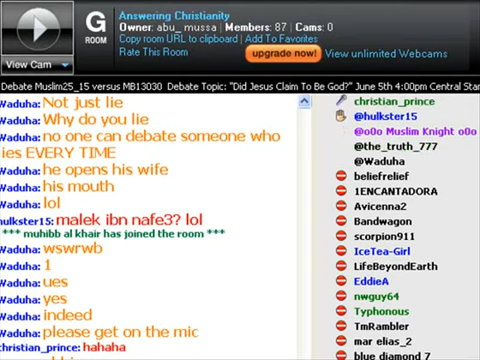 Answering Christianity
Owner: abu_ mussa | Members: 87 | Cams: 0
Copy room URL to clipboard | Add To Favorites
Rate This Room
upgrade now!
View unlimited Webcams
G
ROOM
View Cam
Debate Muslim25_15 versus MB13030 Debate Topic: "Did Jesus Claim To Be God?" June 5th 4:00pm Central Star
Waduha: Not just lie
Waduha: Why do you lie
Waduha: no one can debate someone who
ies EVERY TIME
Waduha: he opens his wife
Waduha: his mouth
Waduha: lol
hulkster15: malek ibn nafe3? lol
*** muhibb al khair has joined the room ***
Waduha: wswrwb
Waduha: 1
Waduha: ues
Waduha: yes
Waduha: indeed
Waduha: please get on the mic
christian_prince: hahaha
christian_prince
@hulkster15
@o0o Muslim Knight o0o
@the_truth_777
@Waduha
beliefrelief
1ENCANTADORA
Avicenna2
Bandwagon
scorpion911
IceTea-Girl
LifeBeyondEarth
EddieA
nwguy64
Typhonous
TmRambler
mar elias_2
blue diamond 7